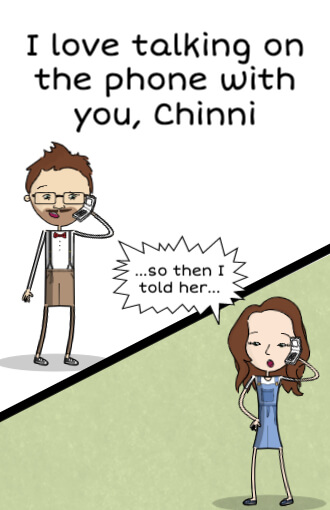 I love talking on
the phone with
you, Chinni
...so then I
told her...